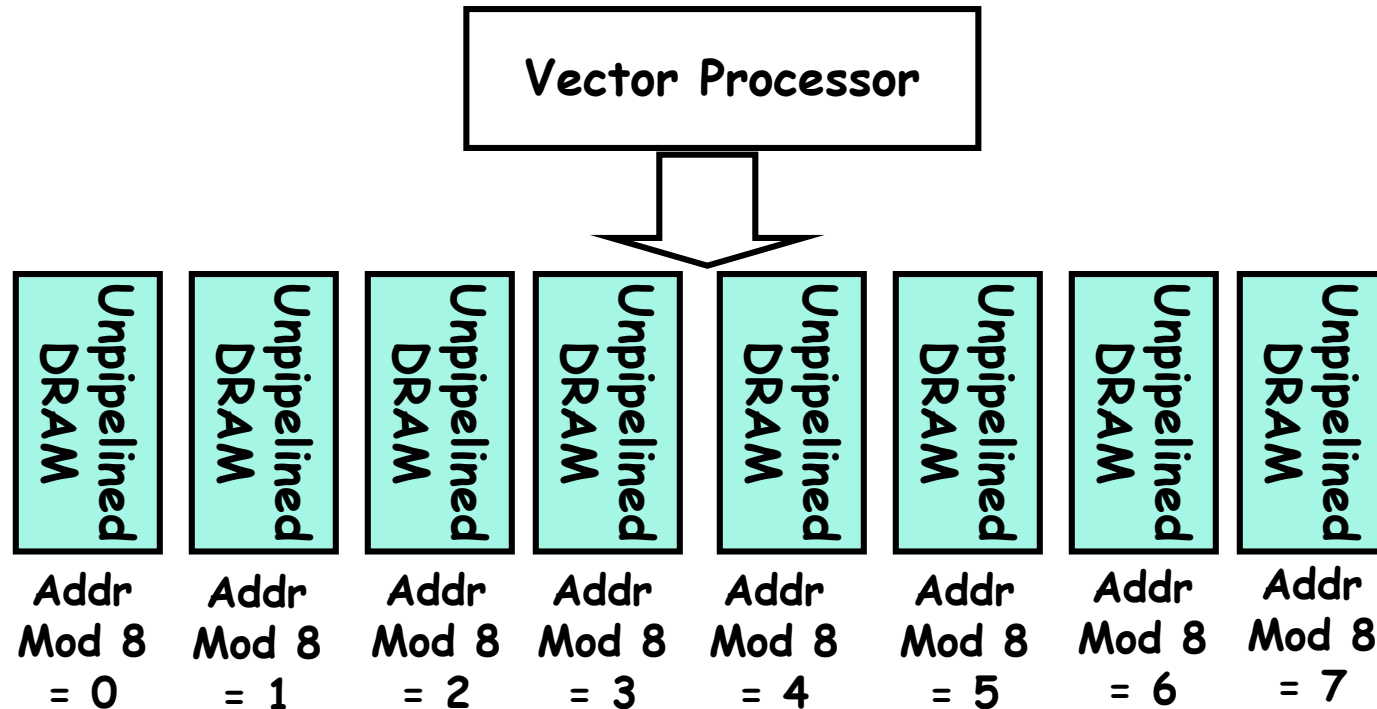 Vector Processor
Unpipelined
DRAM
Unpipelined
DRAM
Unpipelined
DRAM
Unpipelined
DRAM
Unpipelined
DRAM
Unpipelined
DRAM
Unpipelined
DRAM
Unpipelined
DRAM
Addr
Mod 8
= 0
Addr
Mod 8
= 1
Addr
Mod 8
= 2
Addr
Mod 8
= 3
Addr
Mod 8
= 4
Addr
Mod 8
= 5
Addr
Mod 8
= 6
Addr
Mod 8
= 7